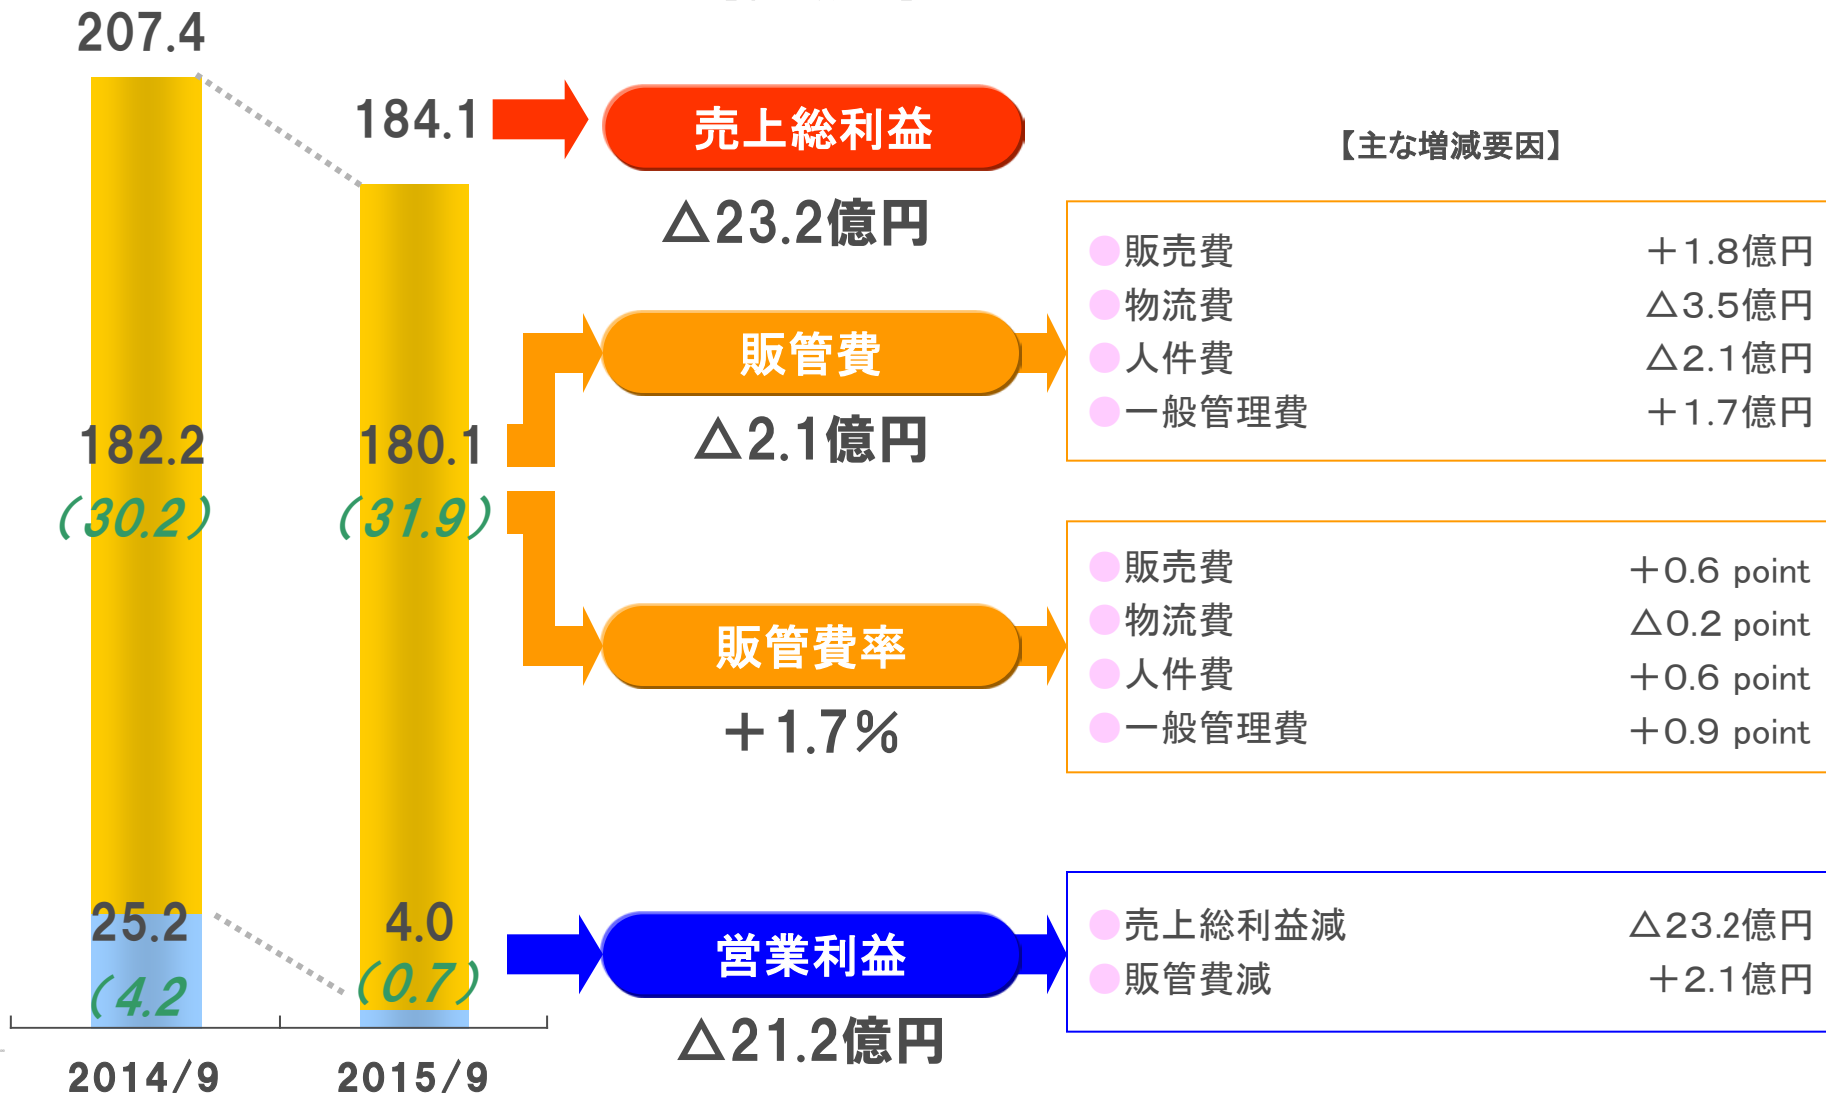 207.4
184.1
売上総利益
【主な増減要因】
△23.2億円
●販売費 ＋1.8億円
●物流費 △3.5億円
●人件費 △2.1億円
●一般管理費 ＋1.7億円
販管費
△2.1億円
182.2
180.1
（30.2）
（31.9）
●販売費 ＋0.6 point
●物流費 △0.2 point
●人件費 ＋0.6 point
●一般管理費 ＋0.9 point
販管費率
＋1.7％
25.2
4.0
（4.2
（0.7）
営業利益
△21.2億円
●売上総利益減 △23.2億円
●販管費減 ＋2.1億円
2014/9
2015/9